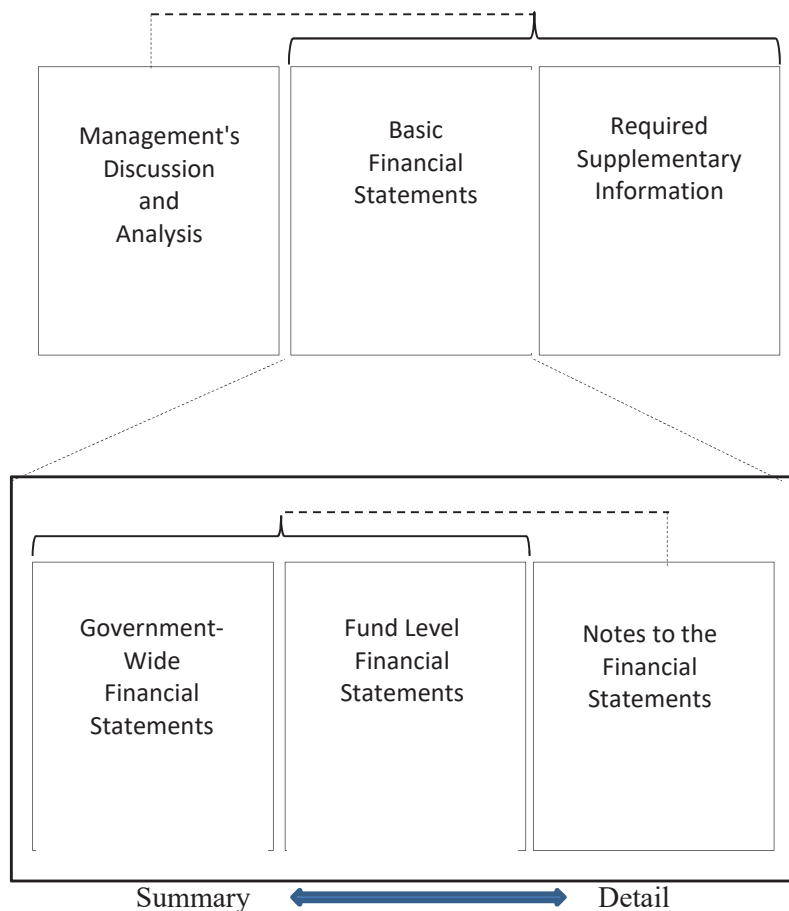 Management's
Discussion
and
Analysis
Basic
Financial
Statements
Required
Supplementary
Information
Government-
Wide
Financial
Statements
Fund Level
Financial
Statements
Notes to the
Financial
Statements
Summary
Detail